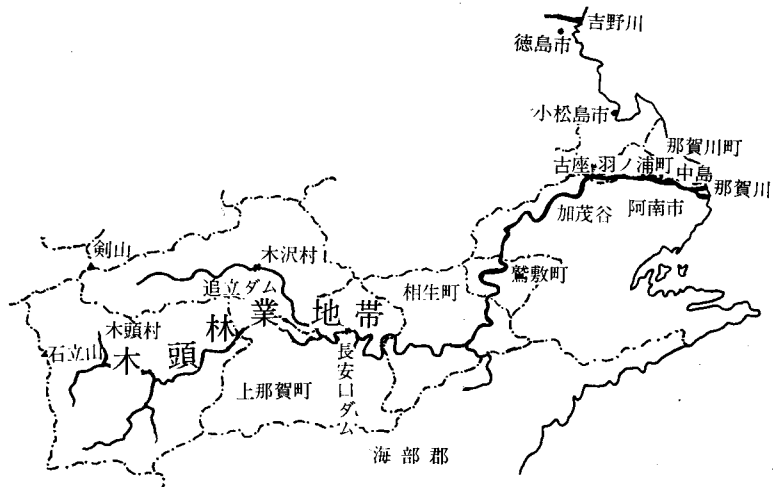 吉野川
徳島市
小松島市
那賀川町
古座
羽ノ浦町
中島
那賀川
加茂谷
阿南市
剣山
木沢村
追立ダム
相生町
鷲敷町
木頭林業地帯
木頭村
石立山
上那賀町
長安口ダム
海部郡